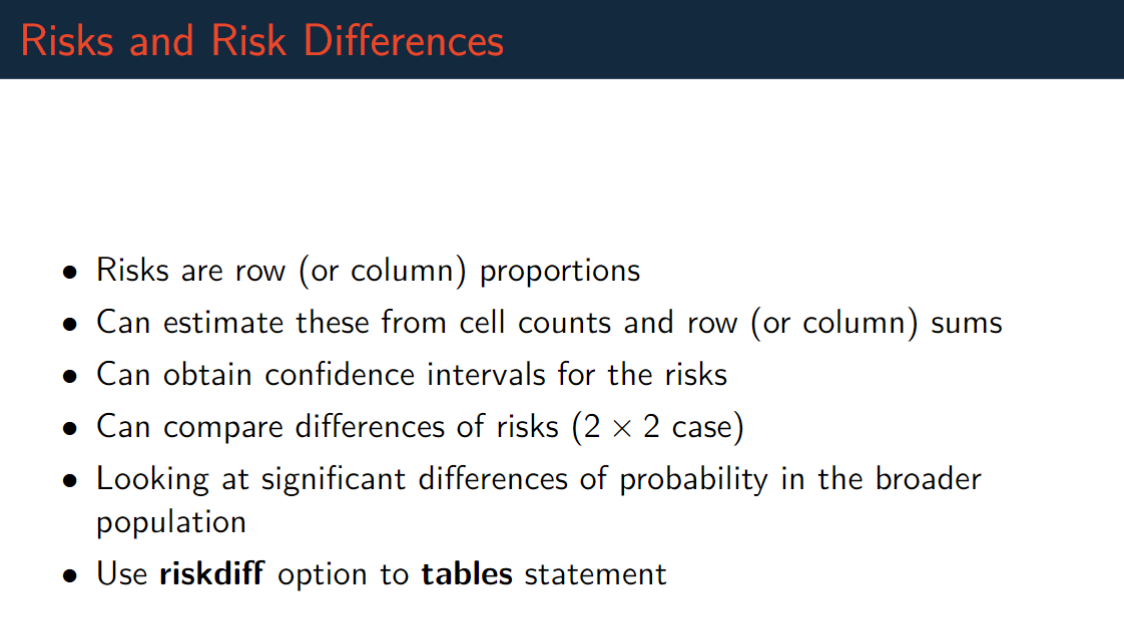 Risks and Risk Differences
• Risks are row (or column) proportions
• Can estimate these from cell counts and row (or column) sums
• Can obtain confidence intervals for the risks
• Can compare differences of risks (2 × 2 case)
• Looking at significant differences of probability in the broader
population
• Use riskdiff option to tables statement